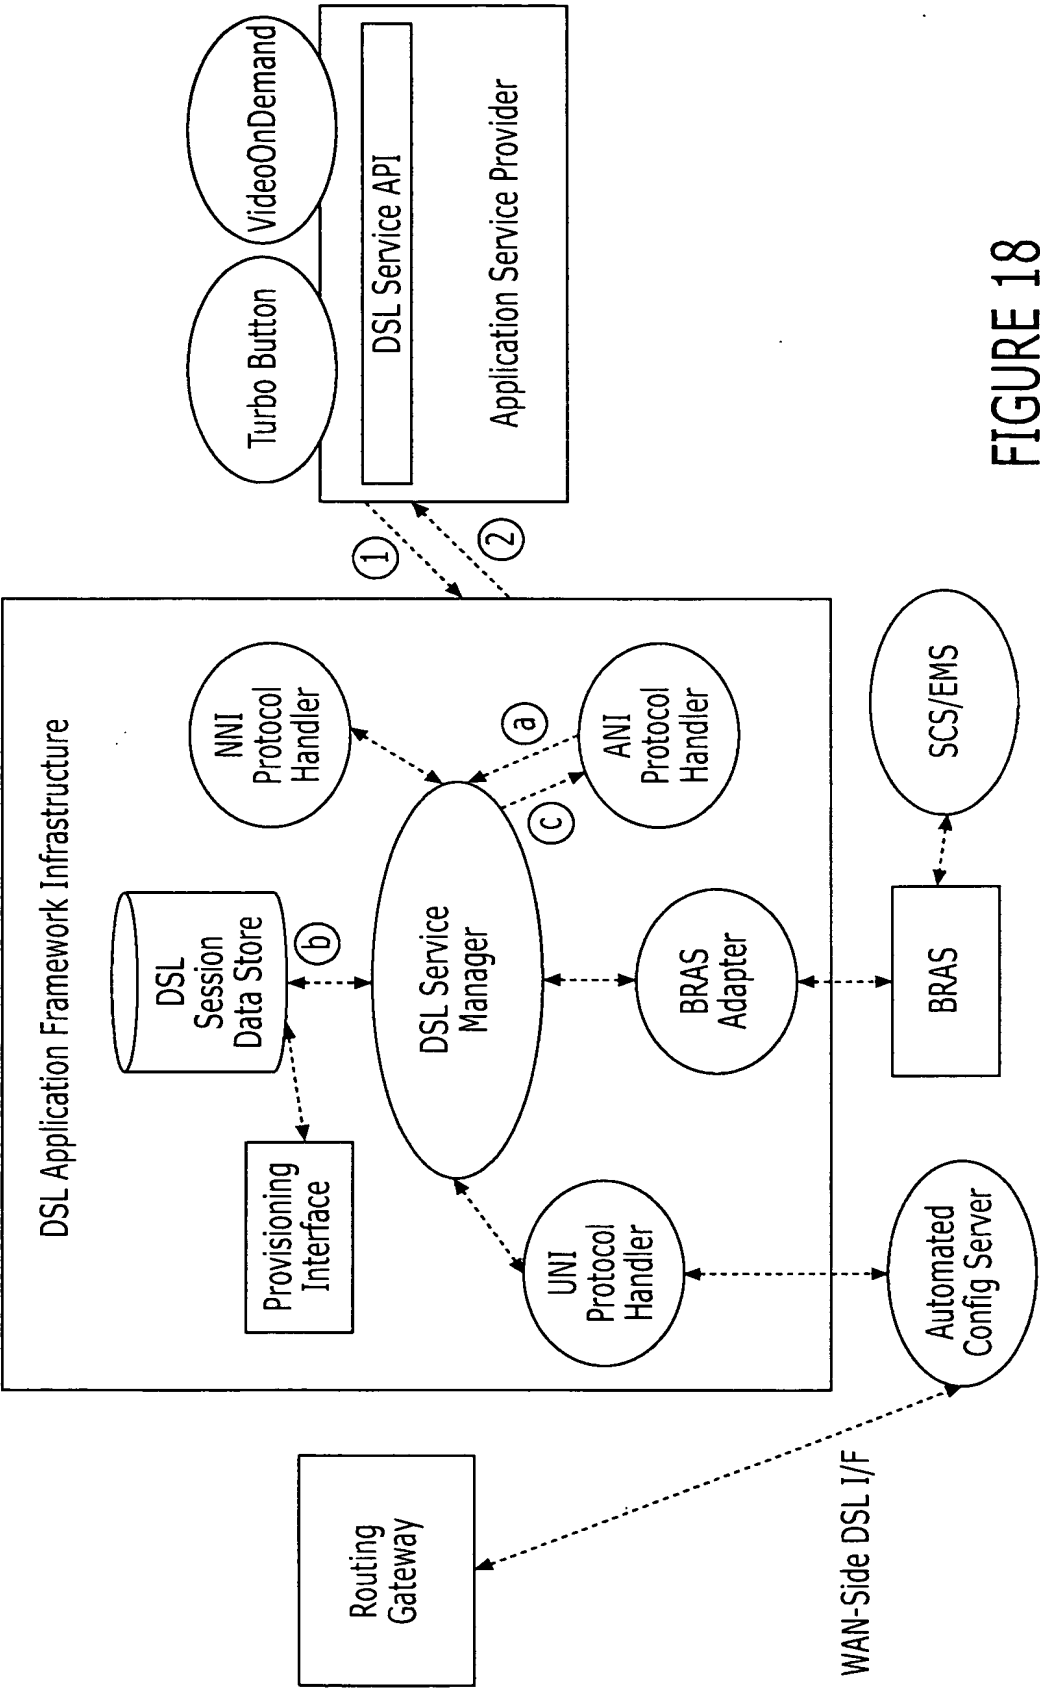 DSL Application Framework Infrastructure
Routing
Gateway
Provisioning
Interface
DSL
Session
Data Store
b
NNI
Protocol
Handler
DSL Service
Manager
UNI
Protocol
Handler
BRAS
Adapter
c
a
ANI
Protocol
Handler
1
2
Turbo Button
VideoOnDemand
DSL Service API
Application Service Provider
WAN-Side DSL I/F
Automated
Config Server
BRAS
SCS/EMS
FIGURE 18